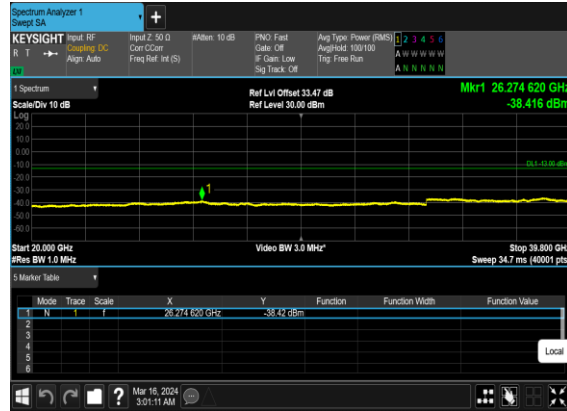 Spectrum Analyzer 1
Swept SA
+
KEYSIGHT
R T
LXI
Input: RF
Coupling: DC
Align: Auto
Input Z: 50 Ω
Corr CCorr
Freq Ref: Int (S)
#Atten: 10 dB
PNO: Fast
Gate: Off
IF Gain: Low
Sig Track: Off
Avg Type: Power (RMS)
Avg|Hold: 100/100
Trig: Free Run
1 2 3 4 5 6
A W W W W W
A N N N N N
1 Spectrum
Scale/Div 10 dB
Ref Lvl Offset 33.47 dB
Ref Level 30.00 dBm
Mkr1 26.274 620 GHz
-38.416 dBm
Log
20.0
10.0
0.00
-10.0
-20.0
-30.0
-40.0
-50.0
-60.0
DL1 -13.00 dBm
1
Start 20.000 GHz
#Res BW 1.0 MHz
Video BW 3.0 MHz*
Stop 39.800 GHz
Sweep 34.7 ms (40001 pts)
5 Marker Table
Mode Trace Scale X Y Function Function Width Function Value
1 N 1 f 26.274 620 GHz -38.42 dBm
2
3
4
5
6
Local
?
Mar 16, 2024
3:01:11 AM